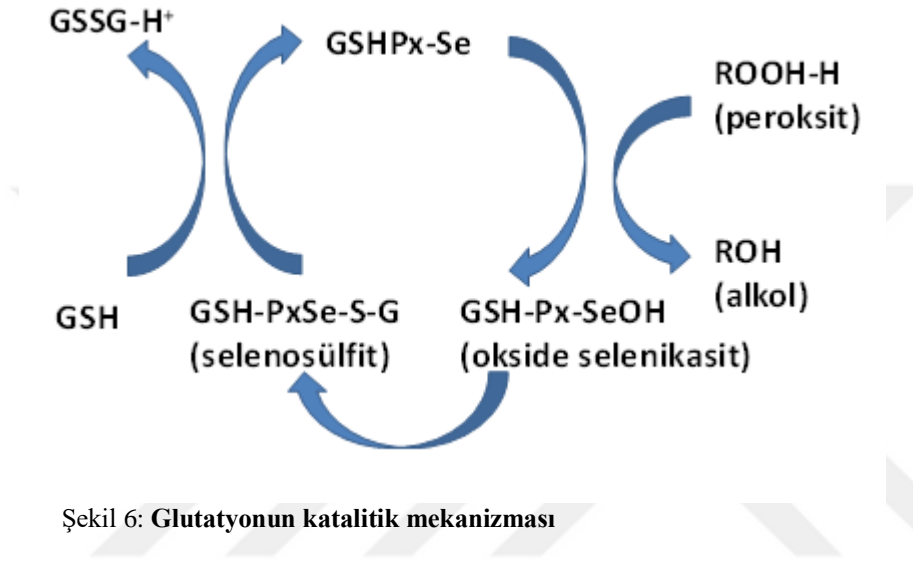 GSSG-H⁺
GSHPx-Se
ROOH-H
(peroksit)
ROH
(alkol)
GSH
GSH-PxSe-S-G
(selenosülfit)
GSH-Px-SeOH
(okside selenikasit)
Şekil 6: Glutatyonun katalitik mekanizması